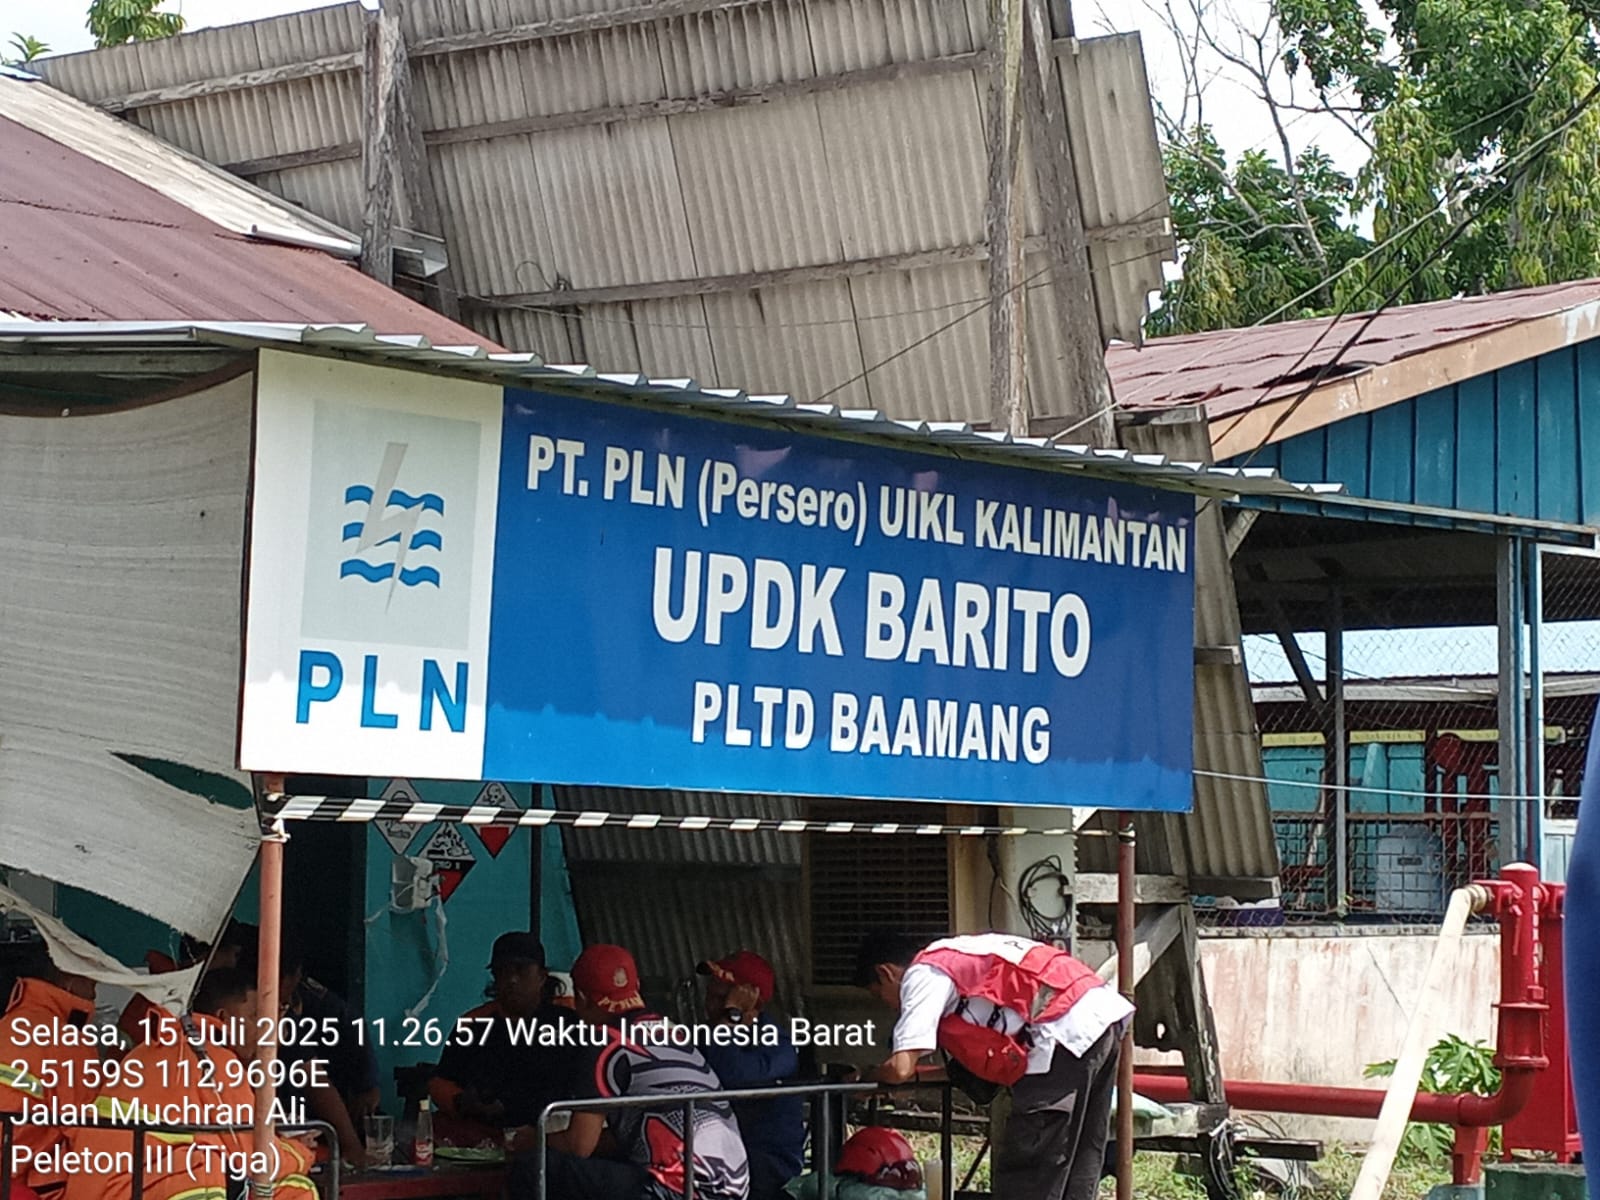 PT. PLN (Persero) UIKL KALIMANTAN
UPDK BARITO
PLTD BAAMANG
PLN
Selasa, 15 Juli 2025 11.26.57 Waktu Indonesia Barat
2,5159S 112,9696E
Jalan Muchran Ali
Peleton III (Tiga)